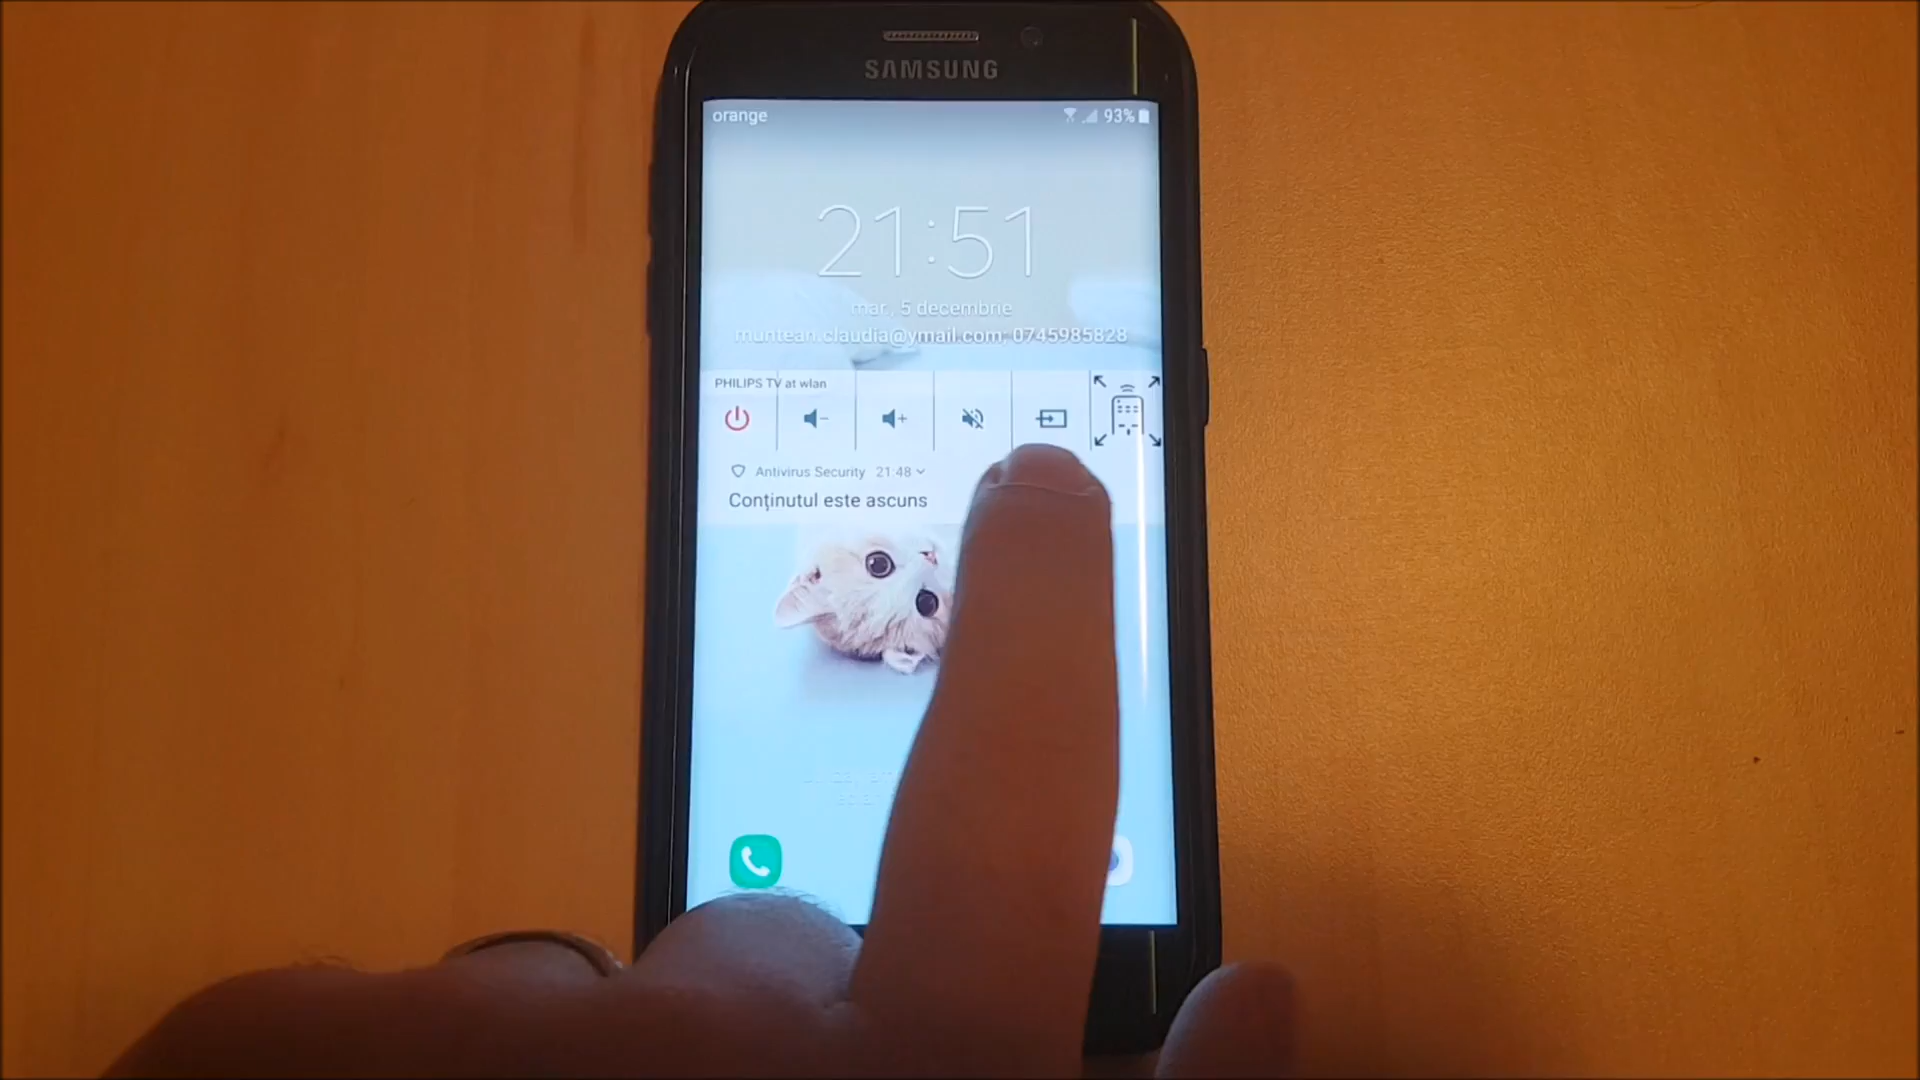 SAMSUNG
orange
93%
21:51
mar., 5 decembrie
muntean.claudia@ymail.com; 0745985828
PHILIPS TV at wlan
Antivirus Security 21:48
Conținutul este ascuns